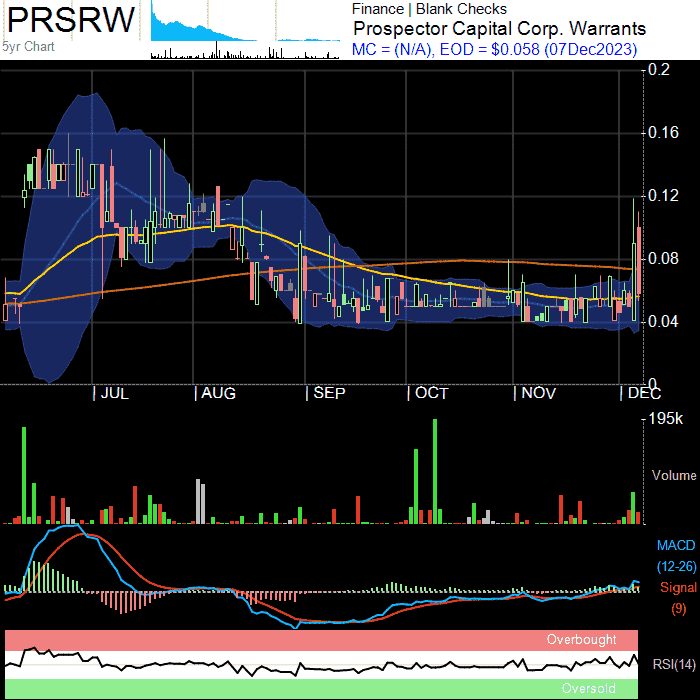 PRSRW
5yr Chart
Finance | Blank Checks
Prospector Capital Corp. Warrants
MC = (N/A), EOD = $0.058 (07Dec2023)
0.2
0.16
0.12
0.08
0.04
0
JUL
AUG
SEP
OCT
NOV
DEC
195k
Volume
MACD
(12-26)
Signal
(9)
Overbought
RSI(14)
Oversold